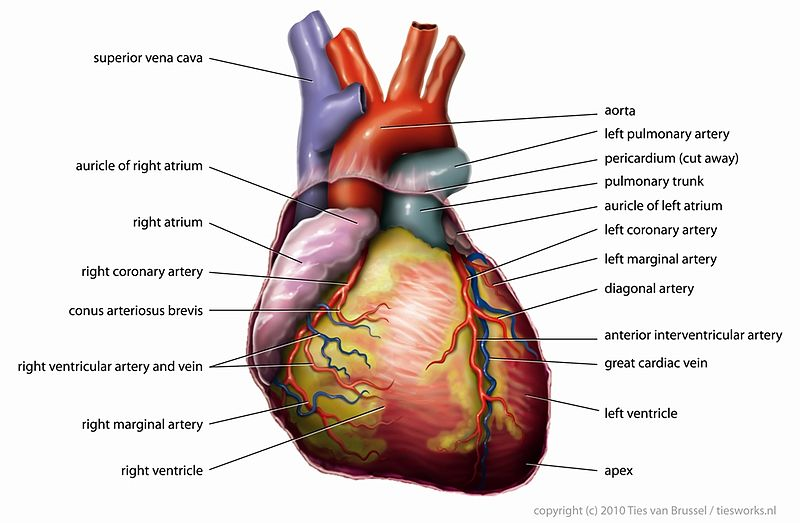 superior vena cava
auricle of right atrium
right atrium
right coronary artery
conus arteriosus brevis
right ventricular artery and vein
right marginal artery
right ventricle
aorta
left pulmonary artery
pericardium (cut away)
pulmonary trunk
auricle of left atrium
left coronary artery
left marginal artery
diagonal artery
anterior interventricular artery
great cardiac vein
left ventricle
apex
copyright (c) 2010 Ties van Brussel / tiesworks.nl